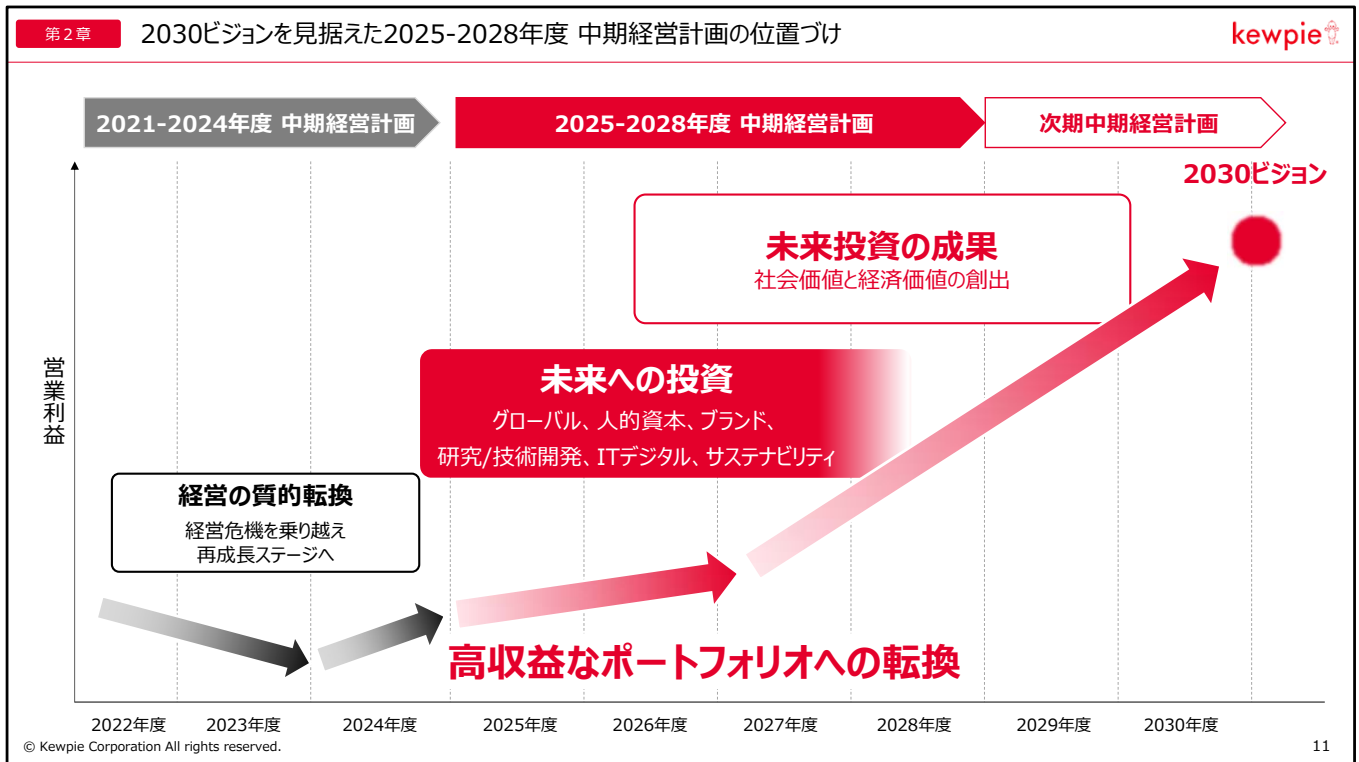 第2章
2030ビジョンを見据えた2025-2028年度 中期経営計画の位置づけ
kewpie
2021-2024年度 中期経営計画
2025-2028年度 中期経営計画
次期中期経営計画
2030ビジョン
未来投資の成果
社会価値と経済価値の創出
営業利益
未来への投資
グローバル、人的資本、ブランド、
研究/技術開発、ITデジタル、サステナビリティ
経営の質的転換
経営危機を乗り越え
再成長ステージへ
高収益なポートフォリオへの転換
2022年度
2023年度
2024年度
2025年度
2026年度
2027年度
2028年度
2029年度
2030年度
© Kewpie Corporation All rights reserved.
11